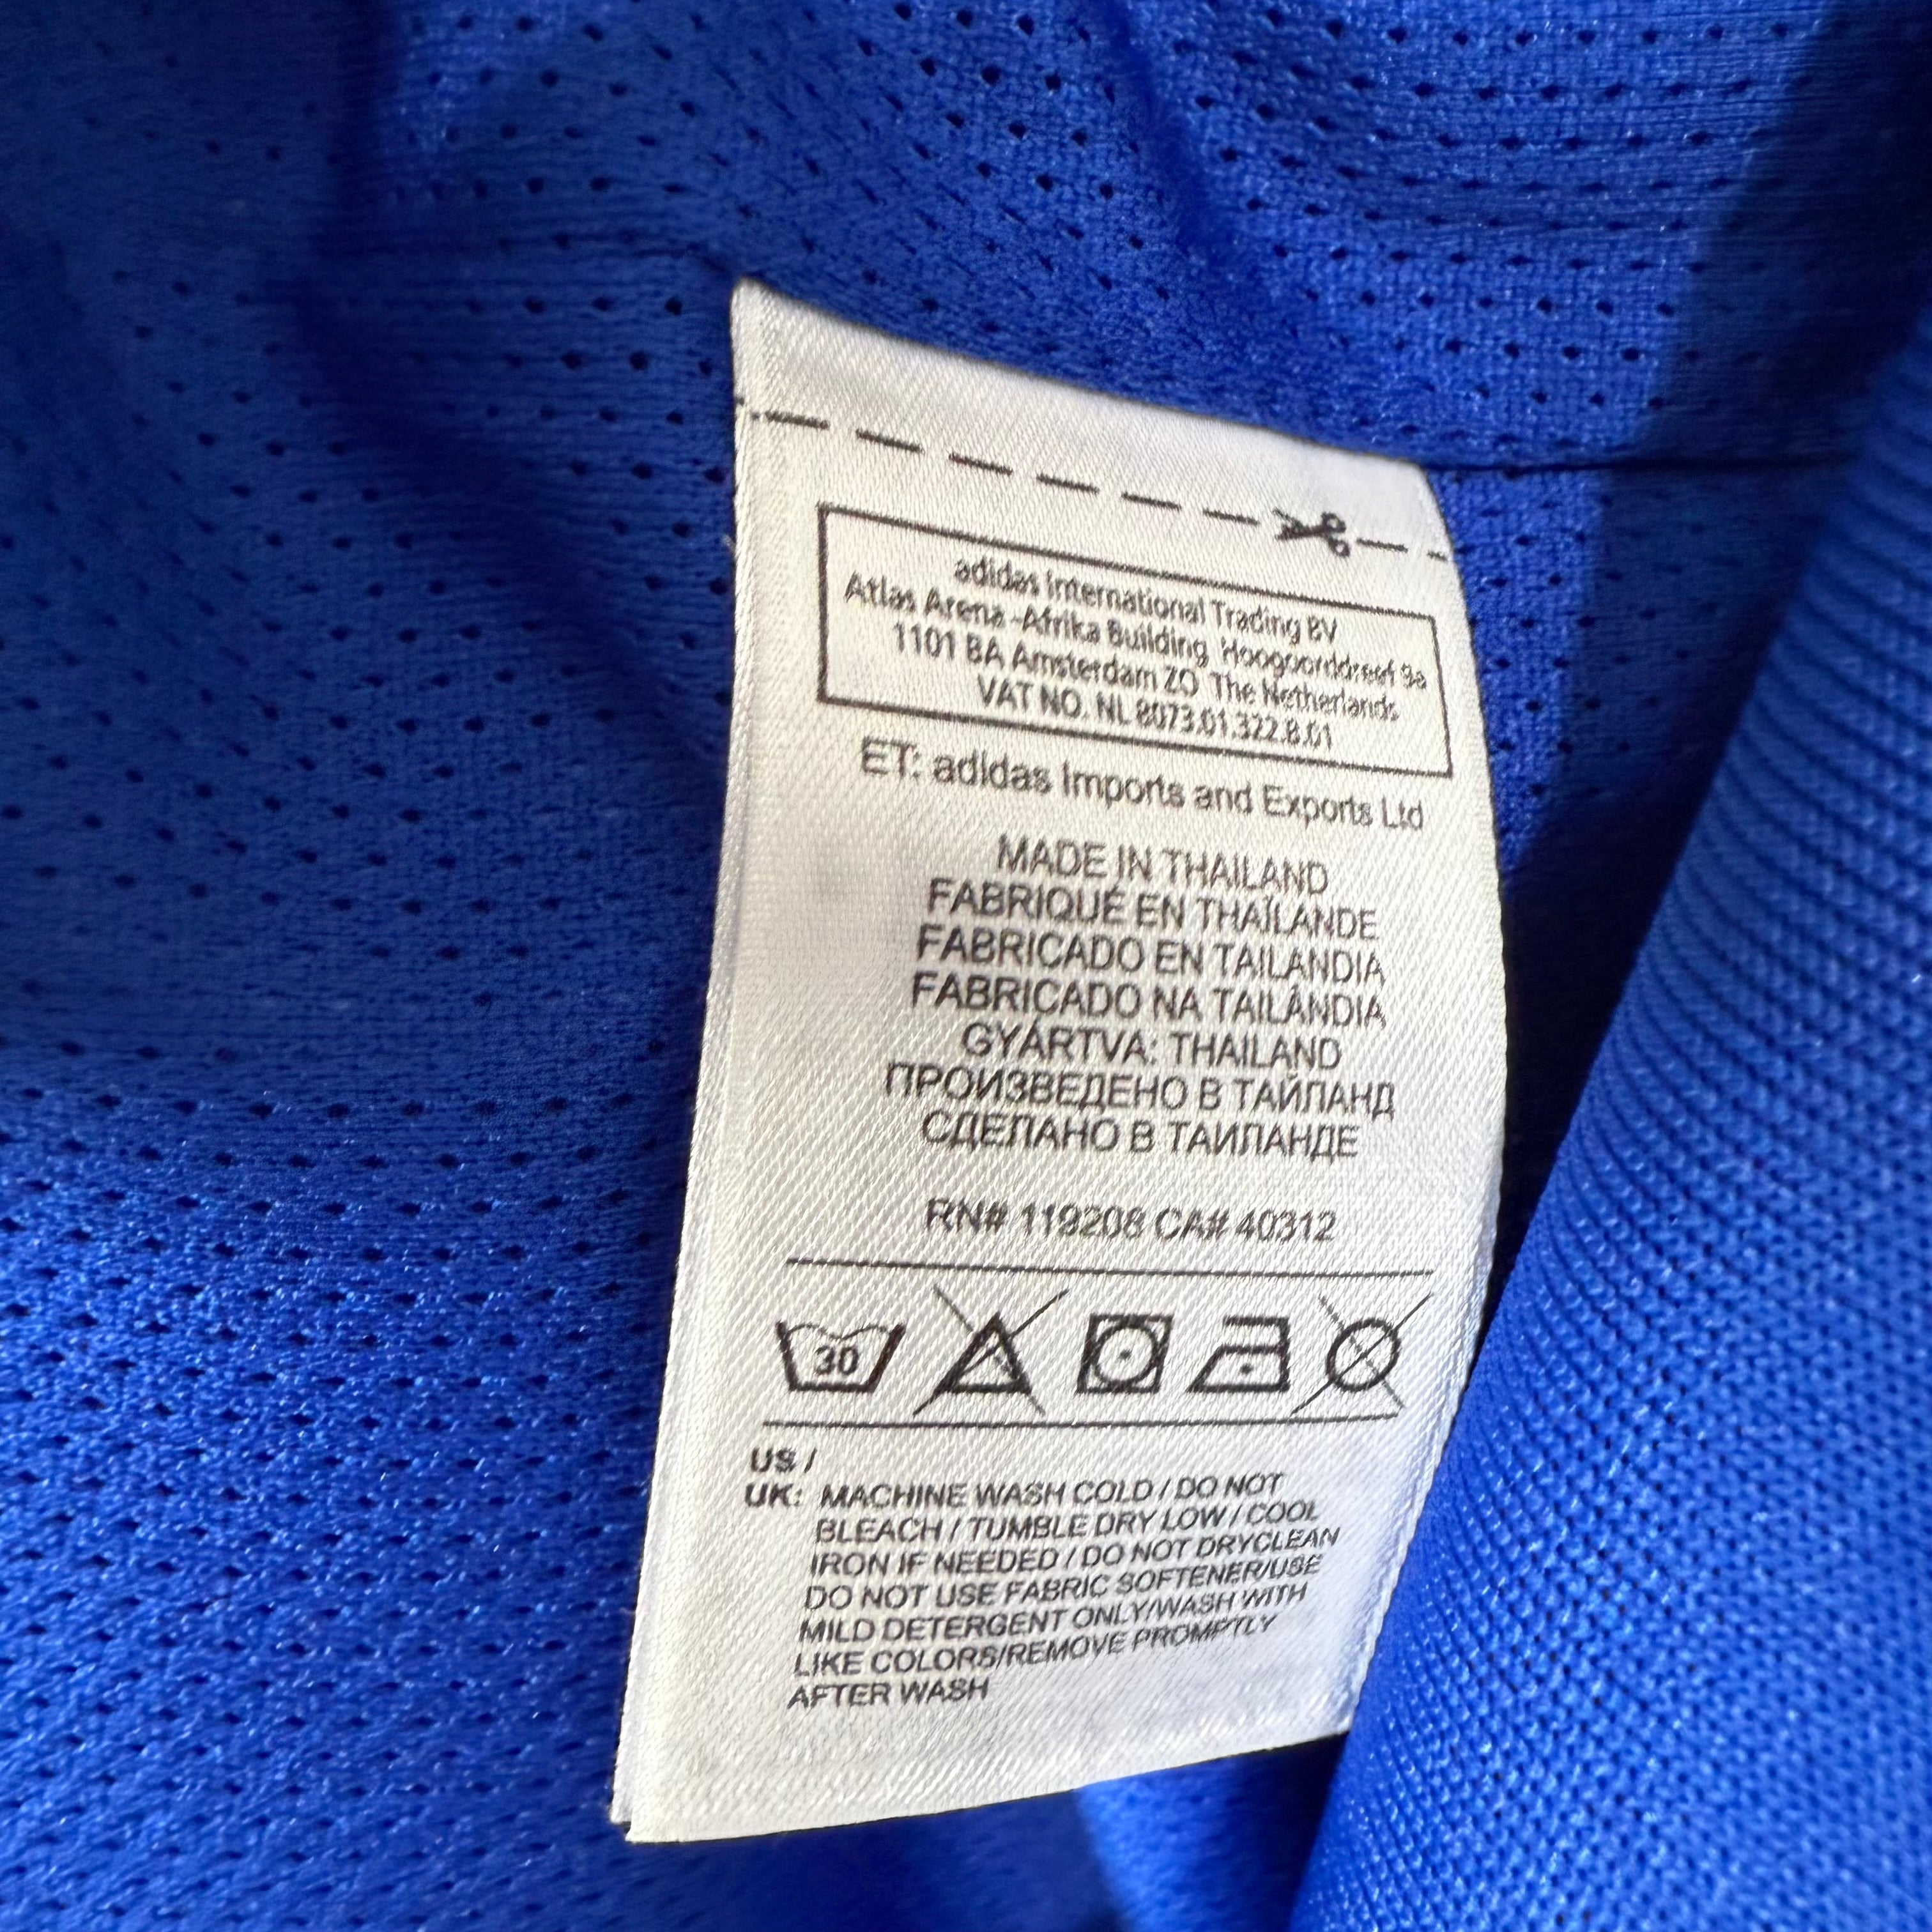 adidas International Trading BV
Atlas Arena -Afrika Building, Hoogoorddreef 9a
1101 BA Amsterdam ZO The Netherlands
VAT NO. NL 8073.01.322.B.01
ET: adidas Imports and Exports Ltd
MADE IN THAILAND
FABRIQUÉ EN THAÏLANDE
FABRICADO EN TAILANDIA
FABRICADO NA TAILÂNDIA
GYÁRTVA: THAILAND
ПРОИЗВЕДЕНО В ТАЙЛАНД
СДЕЛАНО В ТАИЛАНДЕ
RN# 119208 CA# 40312
30
US /
UK: MACHINE WASH COLD / DO NOT
BLEACH / TUMBLE DRY LOW / COOL
IRON IF NEEDED / DO NOT DRYCLEAN
DO NOT USE FABRIC SOFTENER/USE
MILD DETERGENT ONLY/WASH WITH
LIKE COLORS/REMOVE PROMPTLY
AFTER WASH